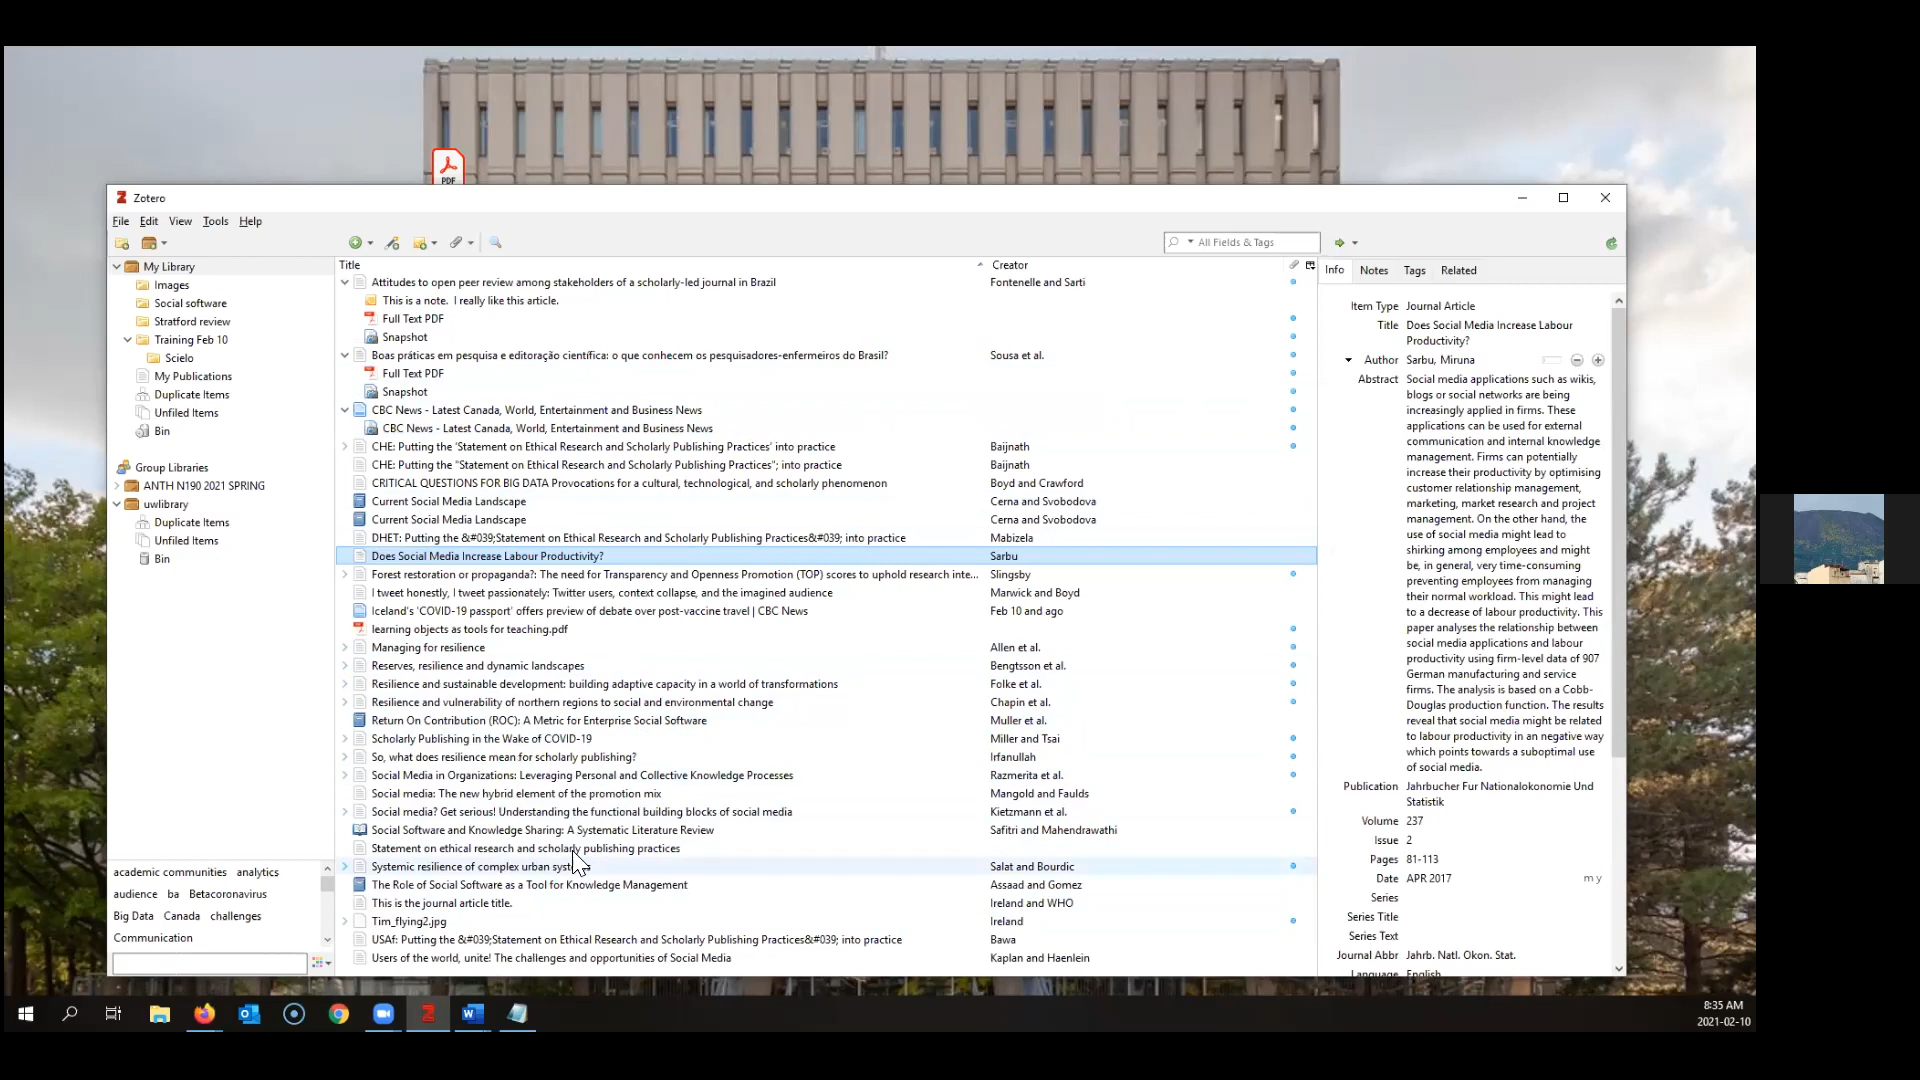 PDF
Zotero
File Edit View Tools Help
All Fields & Tags
My Library
Images
Social software
Stratford review
Training Feb 10
Scielo
My Publications
Duplicate Items
Unfiled Items
Bin
Group Libraries
ANTH N190 2021 SPRING
uwlibrary
Duplicate Items
Unfiled Items
Bin
academic communities analytics
audience ba Betacoronavirus
Big Data Canada challenges
Communication
Title Creator
Attitudes to open peer review among stakeholders of a scholarly-led journal in Brazil Fontenelle and Sarti
This is a note. I really like this article.
Full Text PDF
Snapshot
Boas práticas em pesquisa e editoração científica: o que conhecem os pesquisadores-enfermeiros do Brasil? Sousa et al.
Full Text PDF
Snapshot
CBC News - Latest Canada, World, Entertainment and Business News
CBC News - Latest Canada, World, Entertainment and Business News
CHE: Putting the 'Statement on Ethical Research and Scholarly Publishing Practices' into practice Baijnath
CHE: Putting the "Statement on Ethical Research and Scholarly Publishing Practices"; into practice Baijnath
CRITICAL QUESTIONS FOR BIG DATA Provocations for a cultural, technological, and scholarly phenomenon Boyd and Crawford
Current Social Media Landscape Cerna and Svobodova
Current Social Media Landscape Cerna and Svobodova
DHET: Putting the &#039;Statement on Ethical Research and Scholarly Publishing Practices&#039; into practice Mabizela
Does Social Media Increase Labour Productivity? Sarbu
Forest restoration or propaganda?: The need for Transparency and Openness Promotion (TOP) scores to uphold research inte... Slingsby
I tweet honestly, I tweet passionately: Twitter users, context collapse, and the imagined audience Marwick and Boyd
Iceland's 'COVID-19 passport' offers preview of debate over post-vaccine travel | CBC News Feb 10 and ago
learning objects as tools for teaching.pdf
Managing for resilience Allen et al.
Reserves, resilience and dynamic landscapes Bengtsson et al.
Resilience and sustainable development: building adaptive capacity in a world of transformations Folke et al.
Resilience and vulnerability of northern regions to social and environmental change Chapin et al.
Return On Contribution (ROC): A Metric for Enterprise Social Software Muller et al.
Scholarly Publishing in the Wake of COVID-19 Miller and Tsai
So, what does resilience mean for scholarly publishing? Irfanullah
Social Media in Organizations: Leveraging Personal and Collective Knowledge Processes Razmerita et al.
Social media: The new hybrid element of the promotion mix Mangold and Faulds
Social media? Get serious! Understanding the functional building blocks of social media Kietzmann et al.
Social Software and Knowledge Sharing: A Systematic Literature Review Safitri and Mahendrawathi
Statement on ethical research and scholarly publishing practices
Systemic resilience of complex urban systems Salat and Bourdic
The Role of Social Software as a Tool for Knowledge Management Assaad and Gomez
This is the journal article title. Ireland and WHO
Tim_flying2.jpg Ireland
USAf: Putting the &#039;Statement on Ethical Research and Scholarly Publishing Practices&#039; into practice Bawa
Users of the world, unite! The challenges and opportunities of Social Media Kaplan and Haenlein
Info Notes Tags Related
Item Type Journal Article
Title Does Social Media Increase Labour
Productivity?
Author Sarbu, Miruna
Abstract Social media applications such as wikis,
blogs or social networks are being
increasingly applied in firms. These
applications can be used for external
communication and internal knowledge
management. Firms can potentially
increase their productivity by optimising
customer relationship management,
marketing, market research and project
management. On the other hand, the
use of social media might lead to
shirking among employees and might
be, in general, very time-consuming
preventing employees from managing
their normal workload. This might lead
to a decrease of labour productivity. This
paper analyses the relationship between
social media applications and labour
productivity using firm-level data of 907
German manufacturing and service
firms. The analysis is based on a Cobb-
Douglas production function. The results
reveal that social media might be related
to labour productivity in an negative way
which points towards a suboptimal use
of social media.
Publication Jahrbucher Fur Nationalokonomie Und
Statistik
Volume 237
Issue 2
Pages 81-113
Date APR 2017 m y
Series
Series Title
Series Text
Journal Abbr Jahrb. Natl. Okon. Stat.
Language English
8:35 AM
2021-02-10